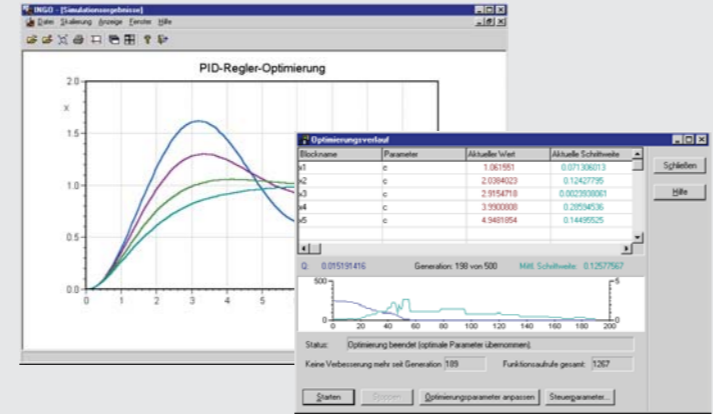 INGO - [Simulationsergebnisse]
Datei Skalierung Anzeige Fenster Hilfe
PID-Regler-Optimierung
2.0
x
1.5
1.0
0.5
0.0
0 1 2 3 4 5
Optimierungsverlauf
Blockname Parameter Aktueller Wert Aktuelle Schrittweite
x1 c 1.061551 0.071306013
x2 c 2.0384023 0.12427795
x3 c 2.9154718 0.0023938061
x4 c 3.9900808 0.28594536
x5 c 4.9481854 0.14495525
Schließen
Hilfe
Q: 0.015191416 Generation: 198 von 500 Mittl. Schrittweite: 0.12577567
500 5
0 0
0 20 40 60 80 100 120 140 160 180 200
Status: Optimierung beendet (optimale Parameter übernommen).
Keine Verbesserung mehr seit Generation 189 Funktionsaufrufe gesamt: 1267
Starten Stoppen Optimierungsparameter anpassen Steuerparameter...